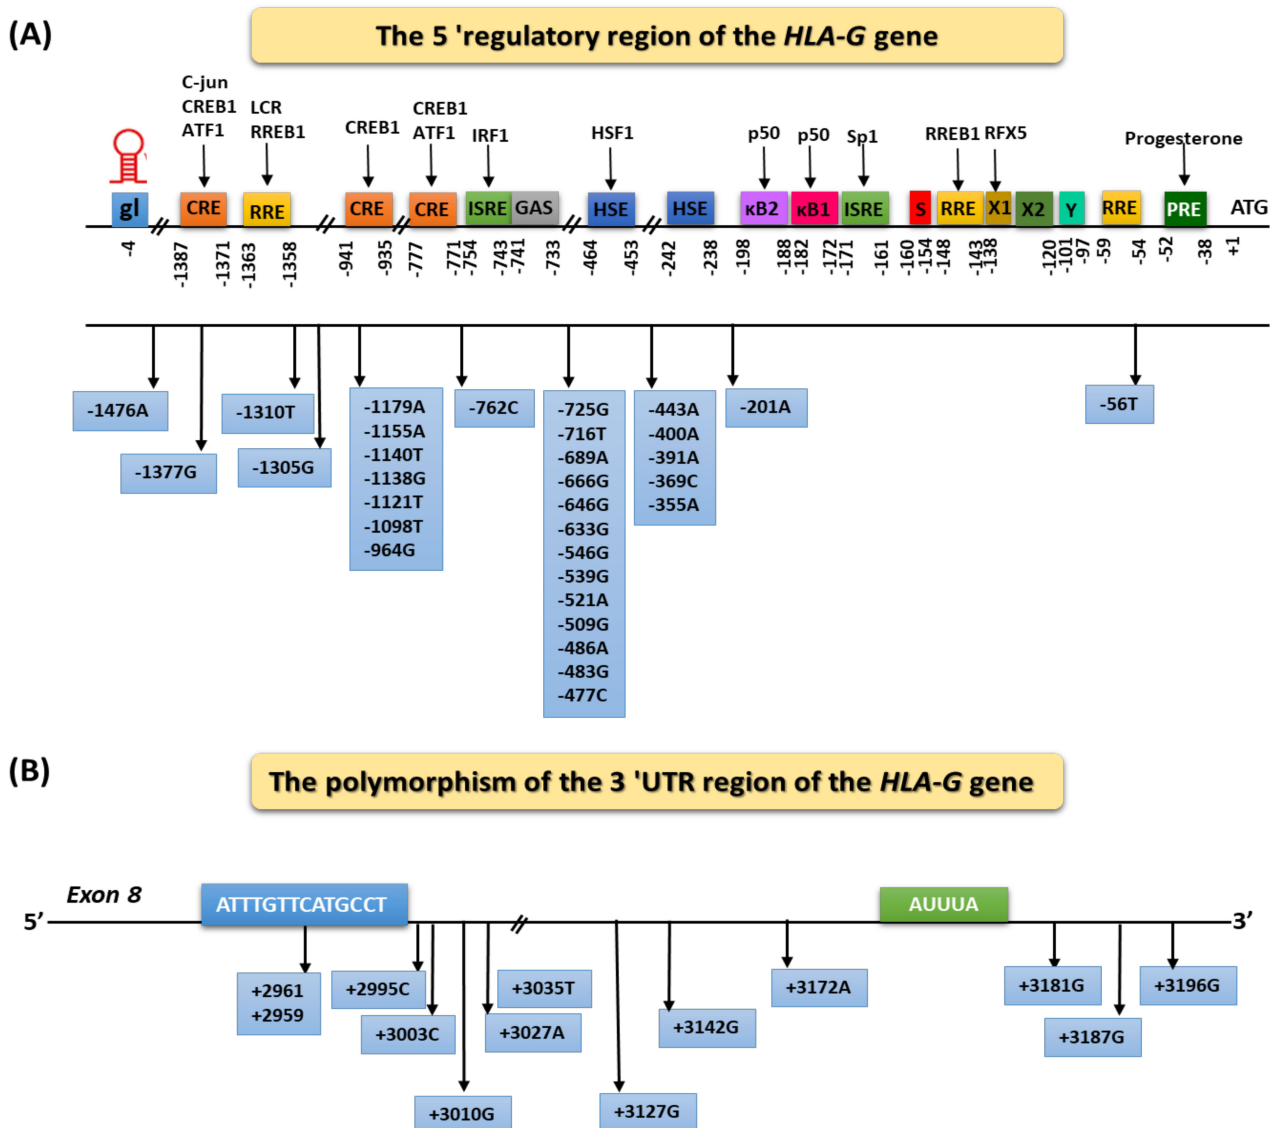 (A)
The 5 'regulatory region of the HLA-G gene
C-jun
CREB1
ATF1
LCR
RREB1
CREB1
CREB1
ATF1
IRF1
HSF1
p50
p50
Sp1
RREB1
RFX5
Progesterone
gl
CRE
RRE
CRE
CRE
ISRE
GAS
HSE
HSE
κB2
κB1
ISRE
S
RRE
X1
X2
Y
RRE
PRE
ATG
-4
-1387
-1371
-1363
-1358
-941
-935
-777
-771
-754
-743
-741
-733
-464
-453
-242
-238
-198
-188
-182
-172
-171
-161
-160
-154
-148
-143
-138
-120
-101
-97
-59
-54
-52
-38
+1
-1476A
-1377G
-1310T
-1305G
-1179A
-1155A
-1140T
-1138G
-1121T
-1098T
-964G
-762C
-725G
-716T
-689A
-666G
-646G
-633G
-546G
-539G
-521A
-509G
-486A
-483G
-477C
-443A
-400A
-391A
-369C
-355A
-201A
-56T
(B)
The polymorphism of the 3 'UTR region of the HLA-G gene
Exon 8
5’
ATTTGTTCATGCCT
AUUUA
3’
+2961
+2959
+2995C
+3003C
+3010G
+3035T
+3027A
+3127G
+3142G
+3172A
+3181G
+3187G
+3196G